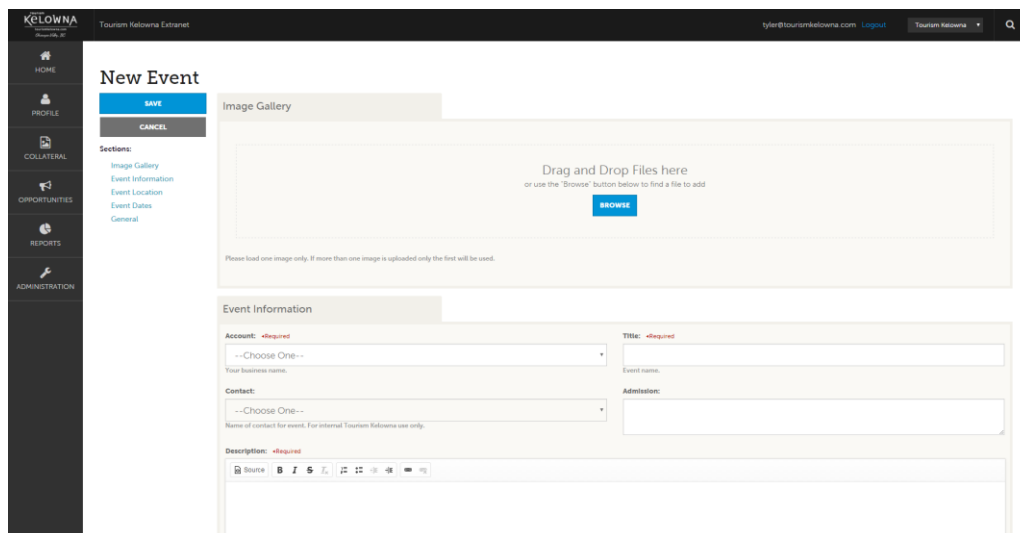 KELOWNA
Tourism Kelowna Extranet
tyler@tourismkelowna.com Logout
Tourism Kelowna
HOME
PROFILE
COLLATERAL
OPPORTUNITIES
REPORTS
ADMINISTRATION
New Event
SAVE
CANCEL
Sections:
Image Gallery
Event Information
Event Location
Event Dates
General
Image Gallery
Drag and Drop Files here
or use the "Browse" button below to find a file to add
BROWSE
Please load one image only. If more than one image is uploaded only the first will be used.
Event Information
Account: •Required
--Choose One--
Your business name.
Title: •Required
Event name.
Contact:
--Choose One--
Name of contact for event. For internal Tourism Kelowna use only.
Admission:
Description: •Required
Source B I S Tx